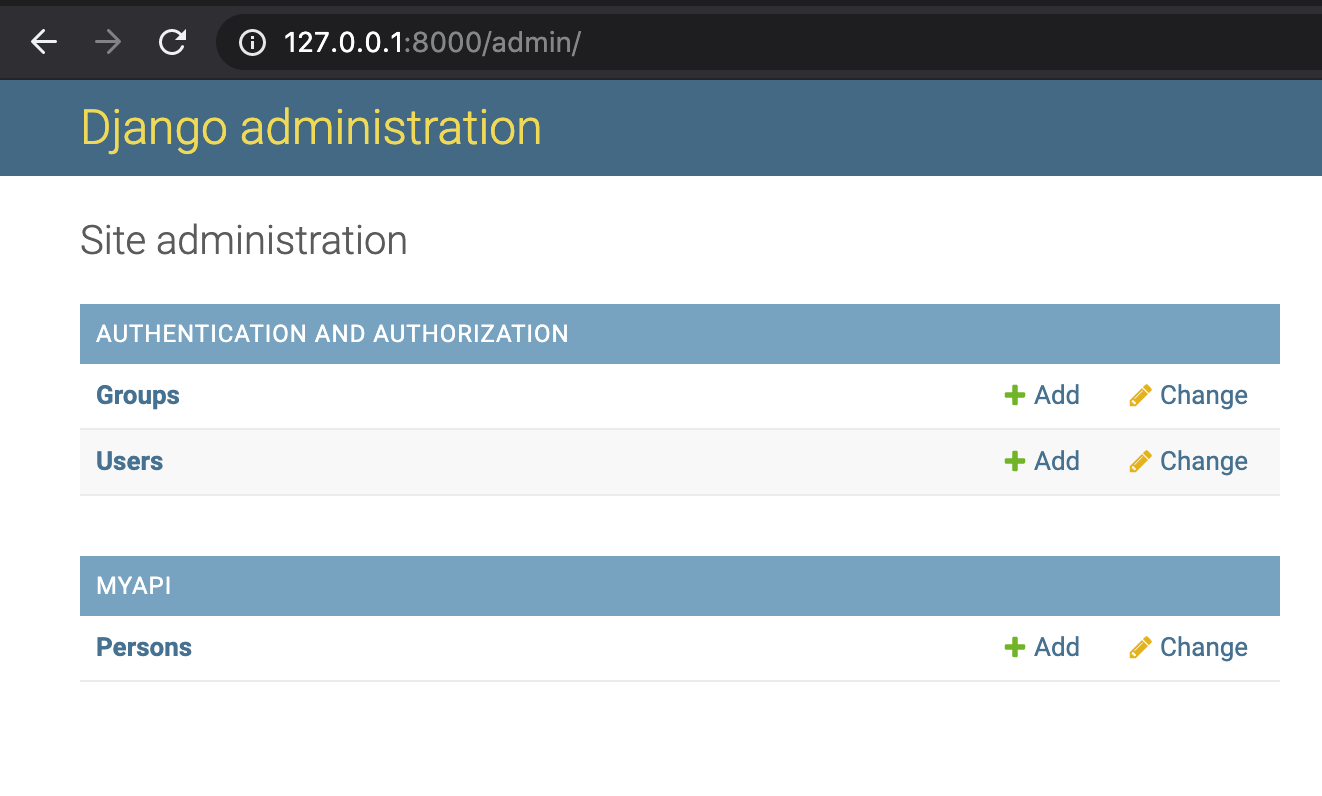 127.0.0.1:8000/admin/
Django administration
Site administration
AUTHENTICATION AND AUTHORIZATION
Groups Add Change
Users Add Change
MYAPI
Persons Add Change